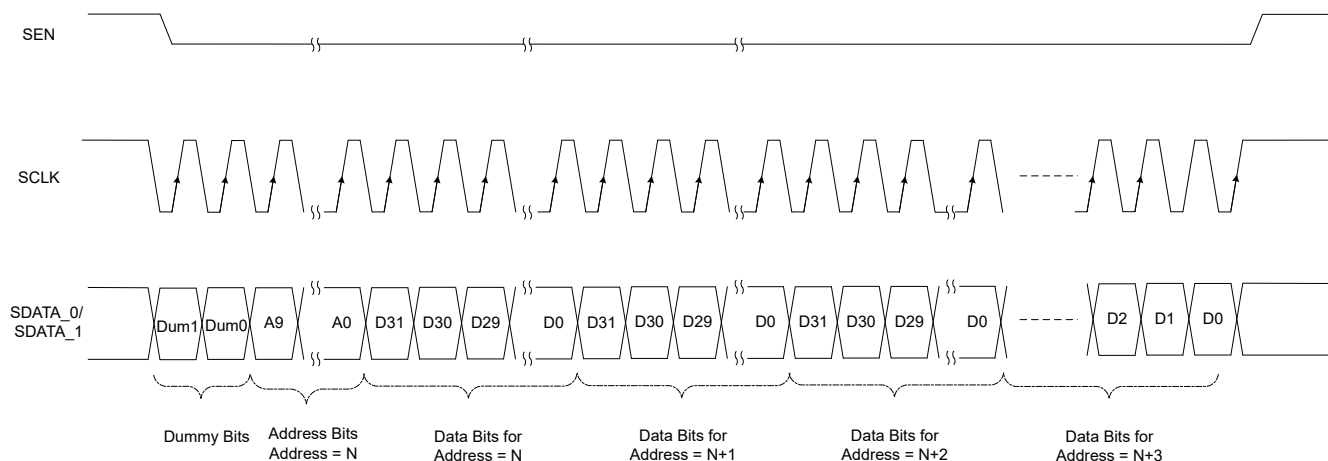 SEN
SCLK
SDATA_0/
SDATA_1
Dum1 Dum0 A9 A0 D31 D30 D29 D0 D31 D30 D29 D0 D31 D30 D29 D0 D2 D1 D0
Dummy Bits
Address Bits
Address = N
Data Bits for
Address = N
Data Bits for
Address = N+1
Data Bits for
Address = N+2
Data Bits for
Address = N+3